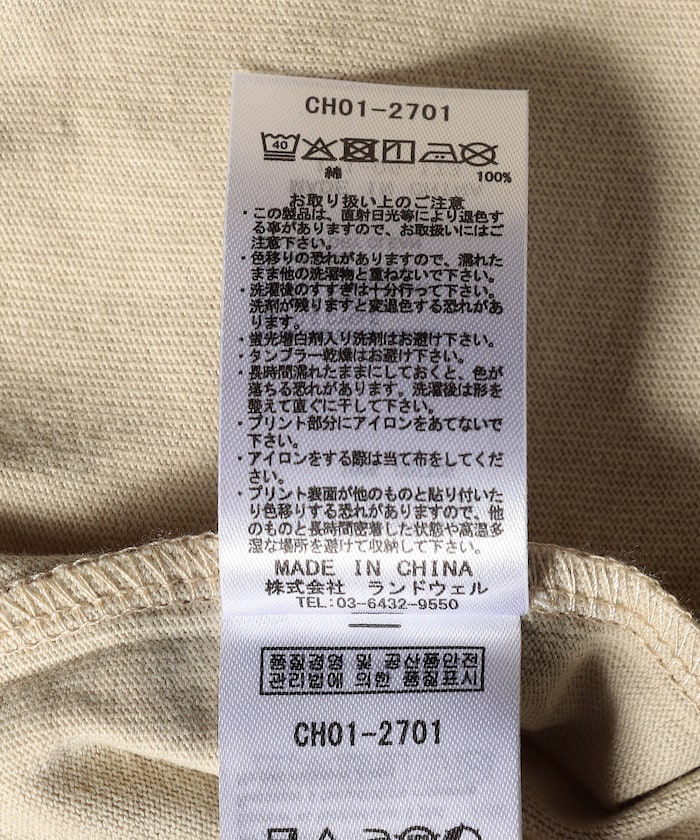 CH01-2701
40
綿 100%
お取り扱い上のご注意
・この製品は、直射日光等により退色す
る事がありますので、お取扱いにはご
注意下さい。
・色移りの恐れがありますので、濡れた
まま他の洗濯物と重ねないで下さい。
・洗濯後のすすぎは十分行って下さい。
洗剤が残りますと変退色する恐れがあ
ります。
・蛍光増白剤入り洗剤はお避け下さい。
・タンブラー乾燥はお避け下さい。
・長時間濡れたままにしておくと、色が
落ちる恐れがあります。洗濯後は形を
整えて直ぐに干して下さい。
・プリント部分にアイロンをあてないで
下さい。
・アイロンをする際は当て布をしてくだ
さい。
・プリント表面が他のものと貼り付いた
り色移りする恐れがありますので、他
のものと長時間密着した状態や高温多
湿な場所を避けて収納して下さい。
MADE IN CHINA
株式会社 ランドウェル
TEL:03-6432-9550
품질경영 및 공산품안전
관리법에 의한 품질표시
CH01-2701